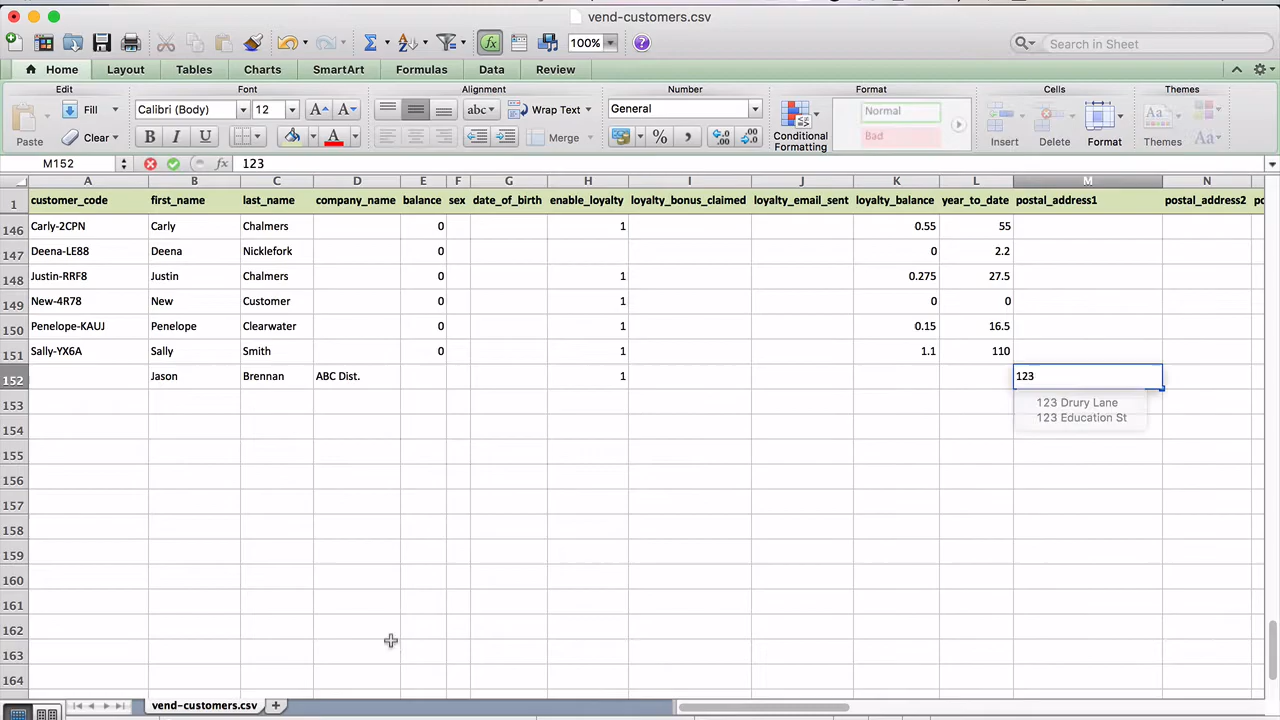 vend-customers.csv
100%
Search in Sheet
Home Layout Tables Charts SmartArt Formulas Data Review
Edit Font Alignment Number Format Cells Themes
Paste Fill Clear
Calibri (Body) 12 A A
abc Wrap Text
General
Normal
B I U A Merge % Bad
Conditional Formatting Insert Delete Format Themes Aa
M152 fx 123
A B C D E F G H I J K L M N
1 customer_code first_name last_name company_name balance sex date_of_birth enable_loyalty loyalty_bonus_claimed loyalty_email_sent loyalty_balance year_to_date postal_address1 postal_address2
146 Carly-2CPN Carly Chalmers 0 1 0.55 55
147 Deena-LE88 Deena Nicklefork 0 0 2.2
148 Justin-RRF8 Justin Chalmers 0 1 0.275 27.5
149 New-4R78 New Customer 0 1 0 0
150 Penelope-KAUJ Penelope Clearwater 0 1 0.15 16.5
151 Sally-YX6A Sally Smith 0 1 1.1 110
152 Jason Brennan ABC Dist. 1 123
153 123 Drury Lane
154 123 Education St
155
156
157
158
159
160
161
162
163
164
vend-customers.csv